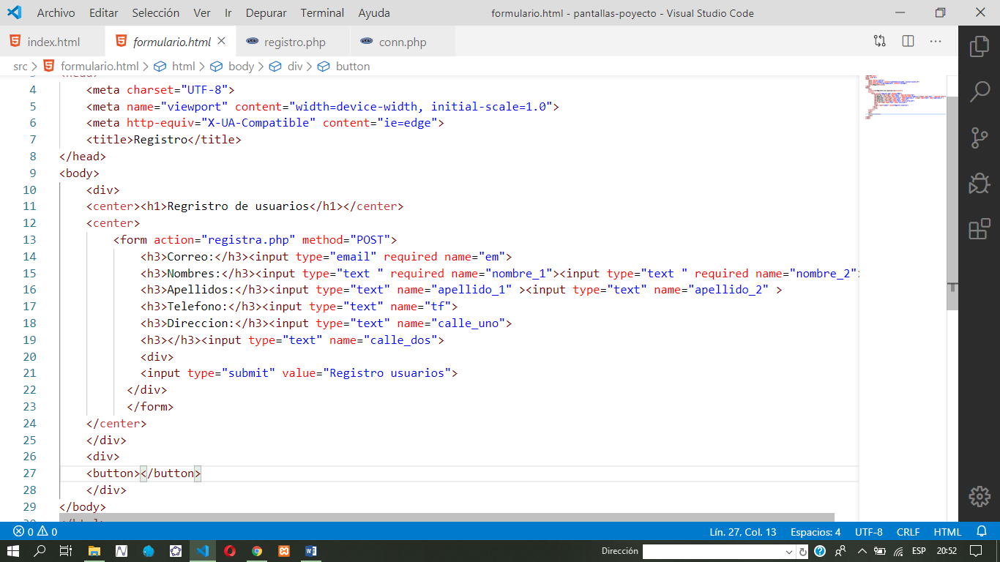 Archivo Editar Selección Ver Ir Depurar Terminal Ayuda formulario.html - pantallas-poyecto - Visual Studio Code
index.html formulario.html registro.php conn.php
src > formulario.html > html > body > div > button
4 <meta charset="UTF-8">
5 <meta name="viewport" content="width=device-width, initial-scale=1.0">
6 <meta http-equiv="X-UA-Compatible" content="ie=edge">
7 <title>Registro</title>
8 </head>
9 <body>
10 <div>
11 <center><h1>Regristro de usuarios</h1></center>
12 <center>
13 <form action="registra.php" method="POST">
14 <h3>Correo:</h3><input type="email" required name="em">
15 <h3>Nombres:</h3><input type="text " required name="nombre_1"><input type="text " required name="nombre_2">
16 <h3>Apellidos:</h3><input type="text" name="apellido_1" ><input type="text" name="apellido_2" >
17 <h3>Telefono:</h3><input type="text" name="tf">
18 <h3>Direccion:</h3><input type="text" name="calle_uno">
19 <h3></h3><input type="text" name="calle_dos">
20 <div>
21 <input type="submit" value="Registro usuarios">
22 </div>
23 </form>
24 </center>
25 </div>
26 <div>
27 <button></button>
28 </div>
29 </body>
0 0 Lín. 27, Col. 13 Espacios: 4 UTF-8 CRLF HTML
Dirección ESP 20:52